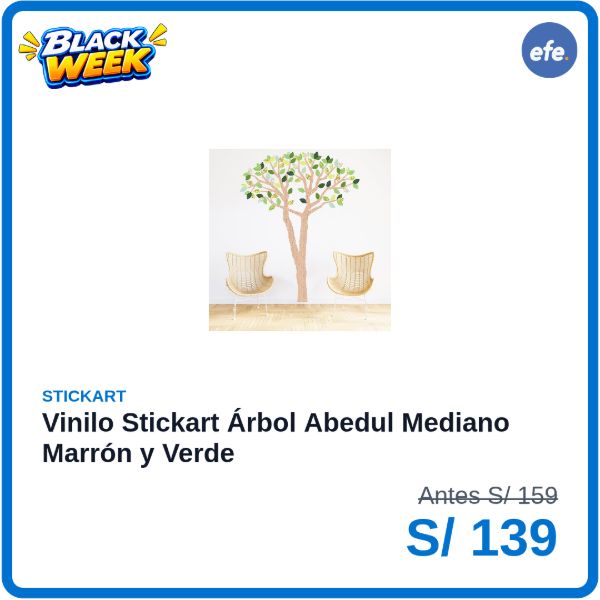 BLACK
WEEK
efe.
STICKART
Vinilo Stickart Árbol Abedul Mediano
Marrón y Verde
Antes S/ 159
S/ 139